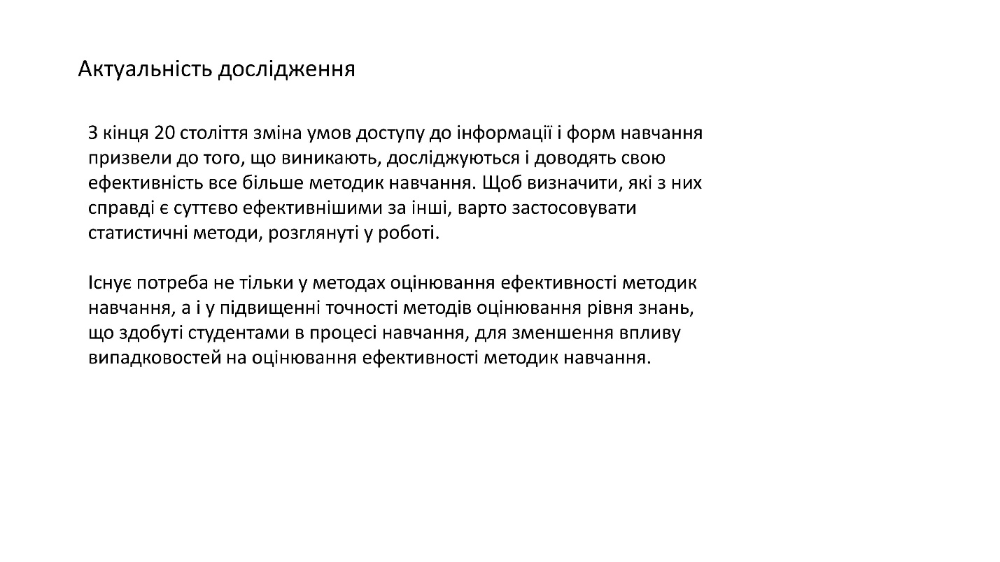 Актуальність дослідження
З кінця 20 століття зміна умов доступу до інформації і форм навчання
призвели до того, що виникають, досліджуються і доводять свою
ефективність все більше методик навчання. Щоб визначити, які з них
справді є суттєво ефективнішими за інші, варто застосовувати
статистичні методи, розглянуті у роботі.
Існує потреба не тільки у методах оцінювання ефективності методик
навчання, а і у підвищенні точності методів оцінювання рівня знань,
що здобуті студентами в процесі навчання, для зменшення впливу
випадковостей на оцінювання ефективності методик навчання.